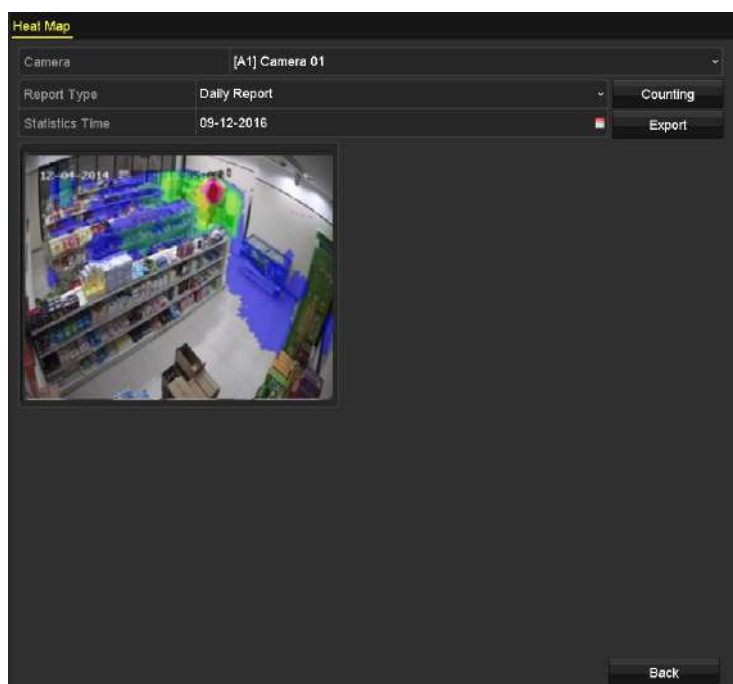 Heat Map
Camera [A1] Camera 01
Report Type Daily Report Counting
Statistics Time 09-12-2016 Export
12-04-2014
Back